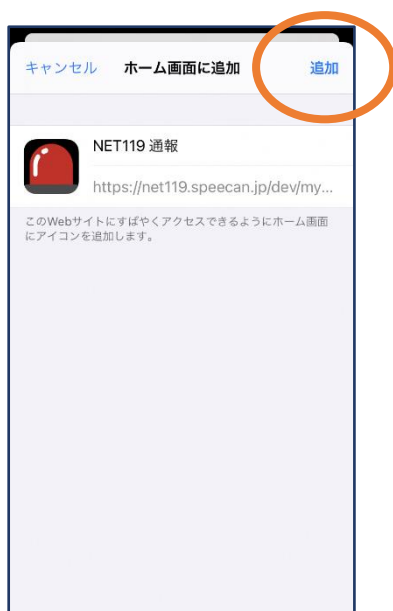 キャンセル ホーム画面に追加 追加
NET119 通報
https://net119.speecan.jp/dev/my...
このWebサイトにすばやくアクセスできるようにホーム画面
にアイコンを追加します。